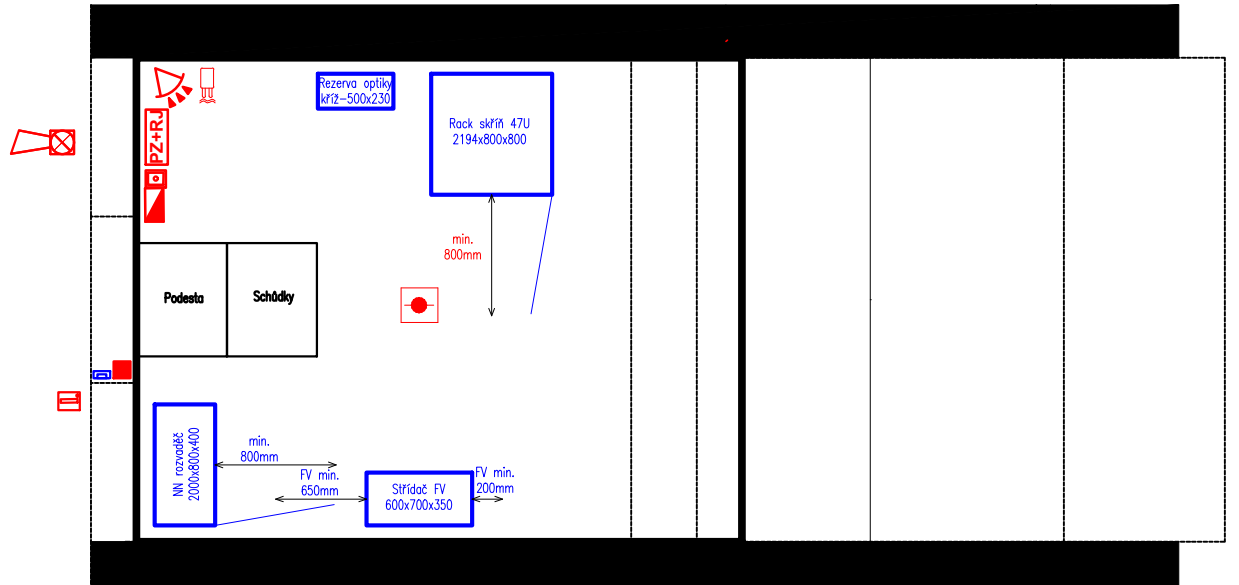 Rezerva optiky
kříž-500x230
Rack skříň 47U
2194x800x800
PZ+RJ
min.
800mm
Podesta
Schůdky
NN rozvaděč
2000x800x400
min.
800mm
FV min.
650mm
Střídač FV
600x700x350
FV min.
200mm